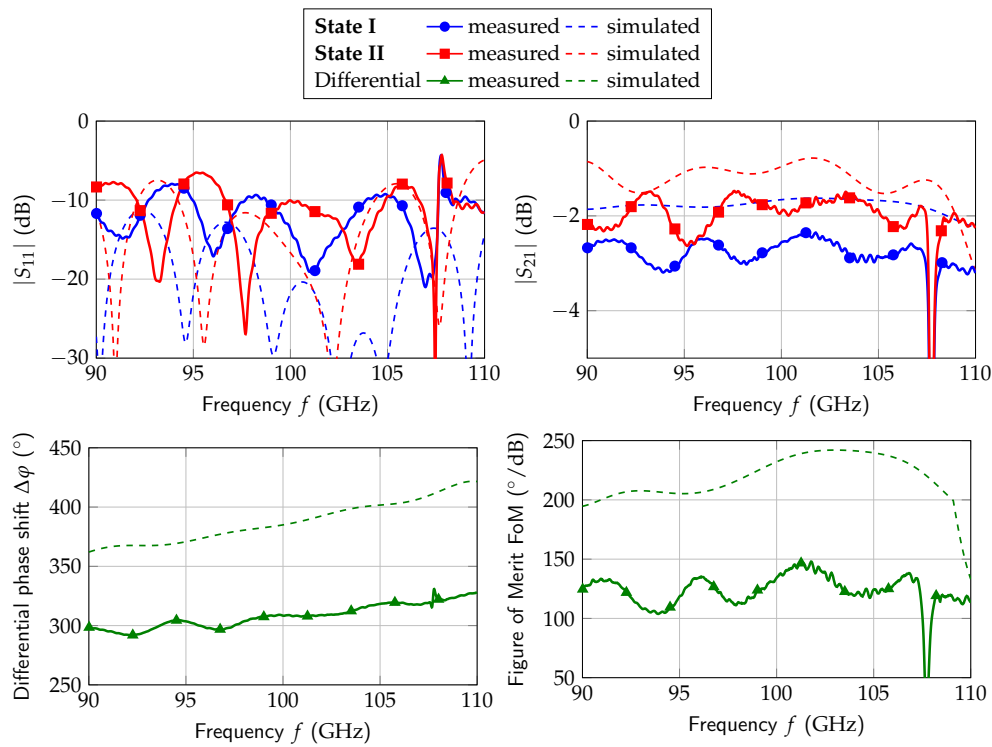 State I measured simulated
State II measured simulated
Differential measured simulated
0
−10
−20
−30
90 95 100 105 110
Frequency f (GHz)
|S11| (dB)
0
−2
−4
90 95 100 105 110
Frequency f (GHz)
|S21| (dB)
450
400
350
300
250
90 95 100 105 110
Frequency f (GHz)
Differential phase shift Δφ (°)
250
200
150
100
50
90 95 100 105 110
Frequency f (GHz)
Figure of Merit FoM (°/dB)